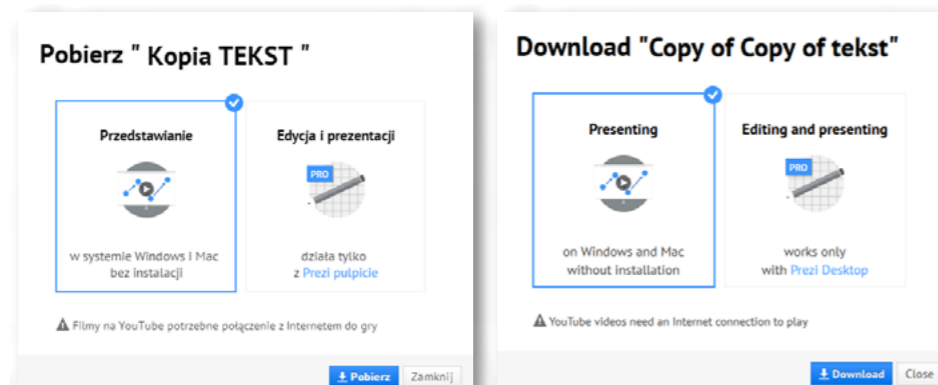 Pobierz " Kopia TEKST "
Przedstawianie
w systemie Windows i Mac
bez instalacji
Edycja i prezentacji
PRO
działa tylko
z Prezi pulpicie
Filmy na YouTube potrzebne połączenie z Internetem do gry
Pobierz
Zamknij
Download "Copy of Copy of tekst"
Presenting
on Windows and Mac
without installation
Editing and presenting
PRO
works only
with Prezi Desktop
YouTube videos need an Internet connection to play
Download
Close